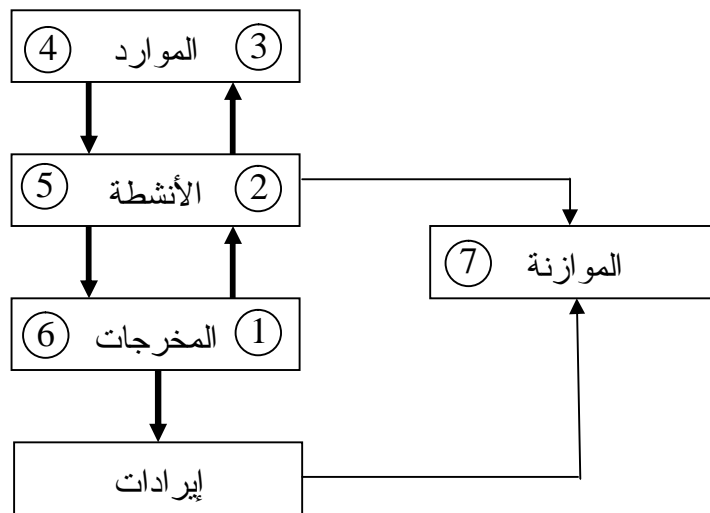 ③ الموارد ④
② الأنشطة ⑤
الموازنة ⑦
① المخرجات ⑥
إيرادات